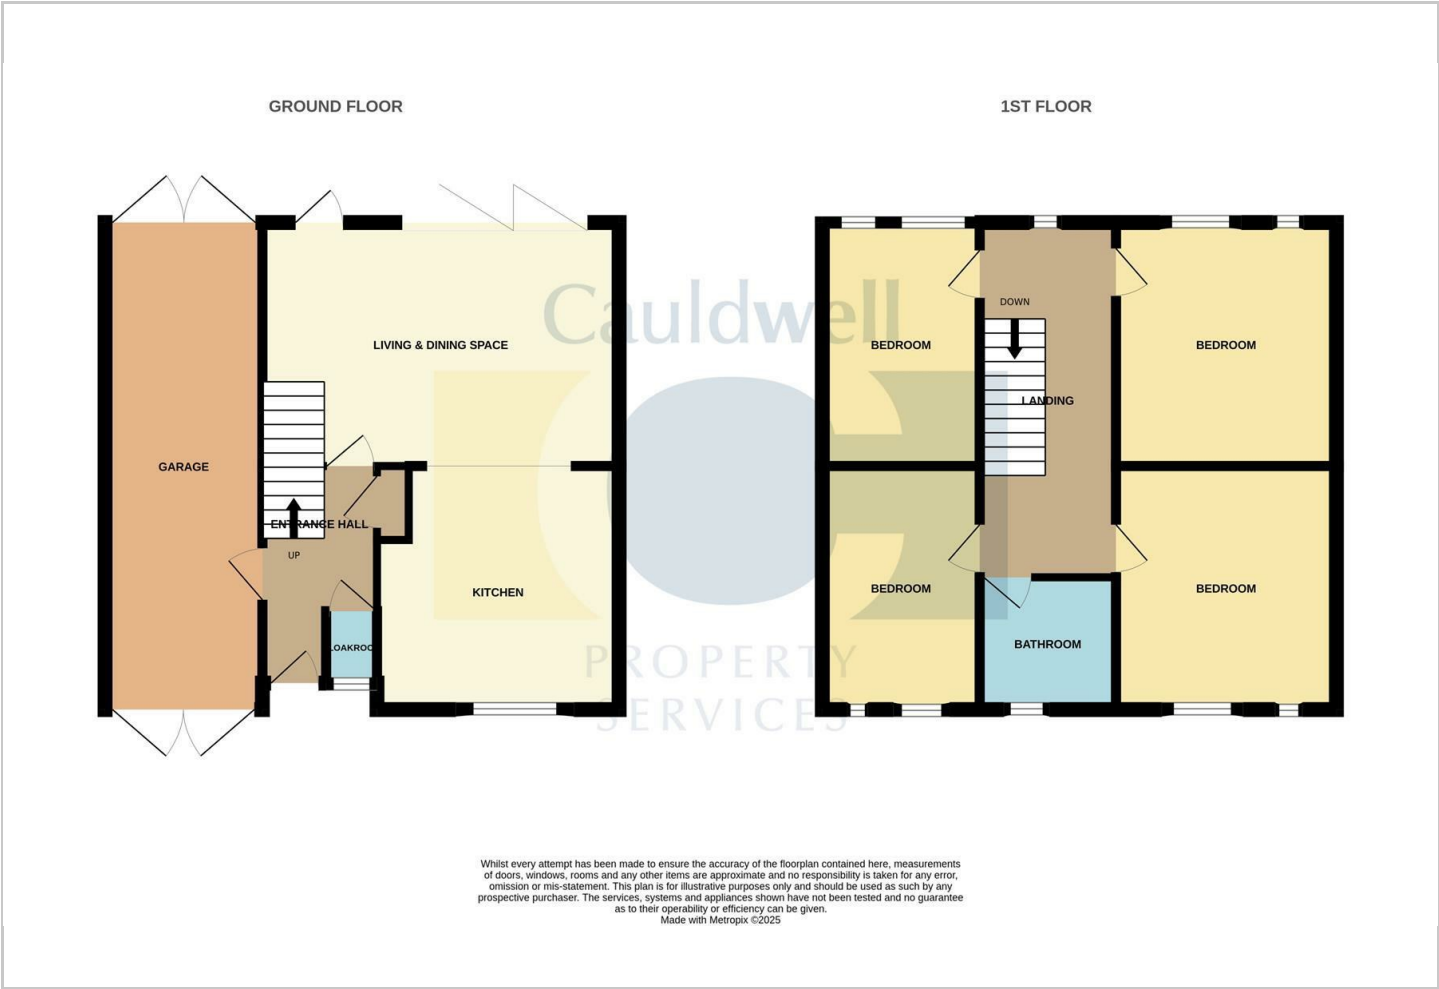 GROUND FLOOR
1ST FLOOR
Cauldwell
PROPERTY
SERVICES
LIVING & DINING SPACE
GARAGE
ENTRANCE HALL
UP
KITCHEN
LOAKROO
DOWN
BEDROOM
BEDROOM
LANDING
BEDROOM
BEDROOM
BATHROOM
Whilst every attempt has been made to ensure the accuracy of the floorplan contained here, measurements
of doors, windows, rooms and any other items are approximate and no responsibility is taken for any error,
omission or mis-statement. This plan is for illustrative purposes only and should be used as such by any
prospective purchaser. The services, systems and appliances shown have not been tested and no guarantee
as to their operability or efficiency can be given.
Made with Metropix ©2025